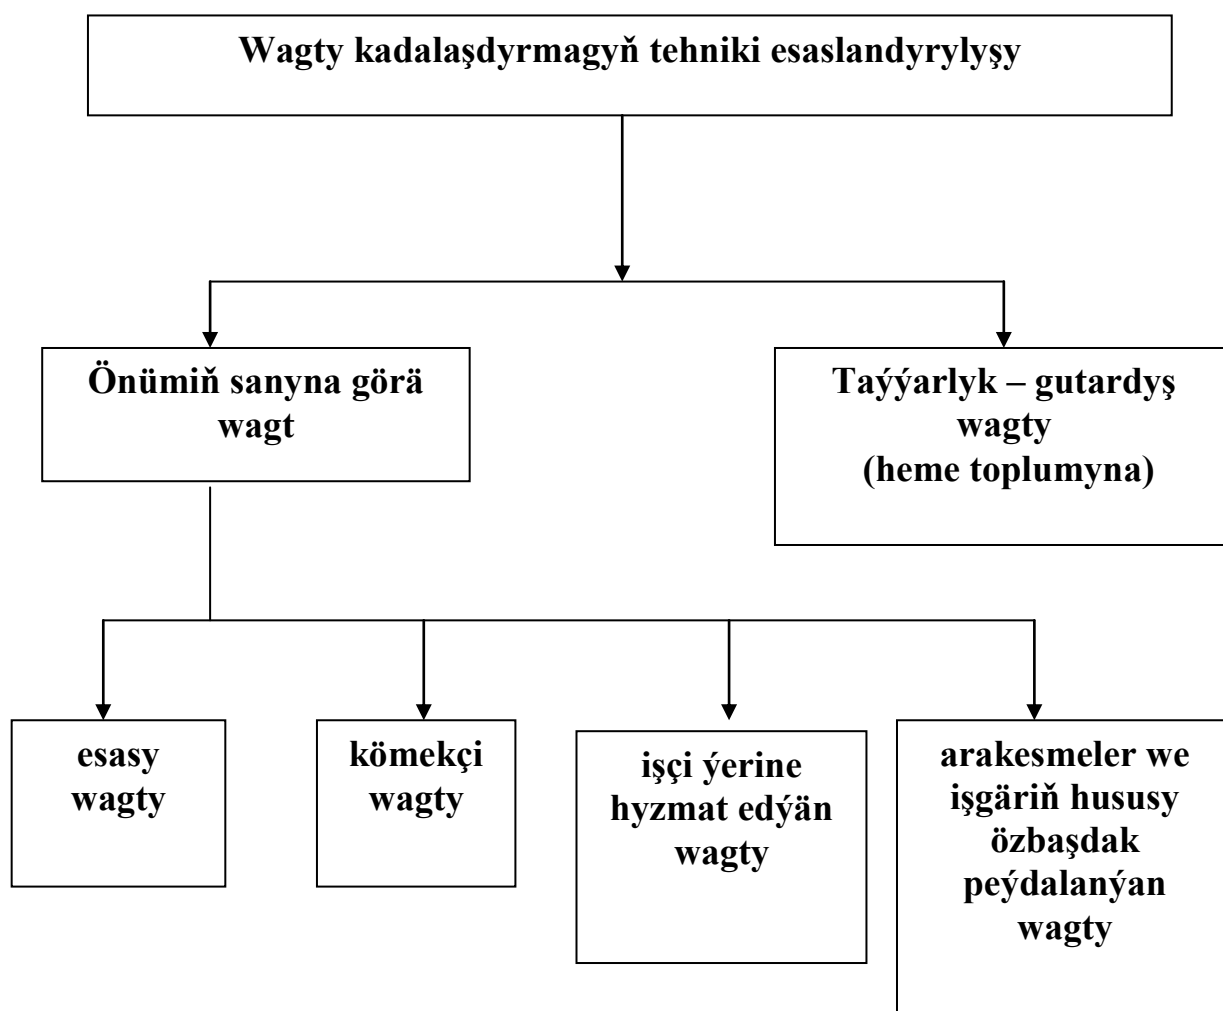 Wagty kadalaşdyrmagyň tehniki esaslandyrylyşy
Önümiň sanyna görä
wagt
Taýýarlyk – gutardyş
wagty
(heme toplumyna)
esasy
wagty
kömekçi
wagty
işçi ýerine
hyzmat edýän
wagty
arakesmeler we
işgäriň hususy
özbaşdak
peýdalanýan
wagty